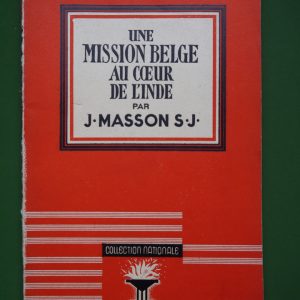 UNE
MISSION BELGE
AU CŒUR
DE L'INDE
PAR
J·MASSON S·J·
COLLECTION NATIONALE